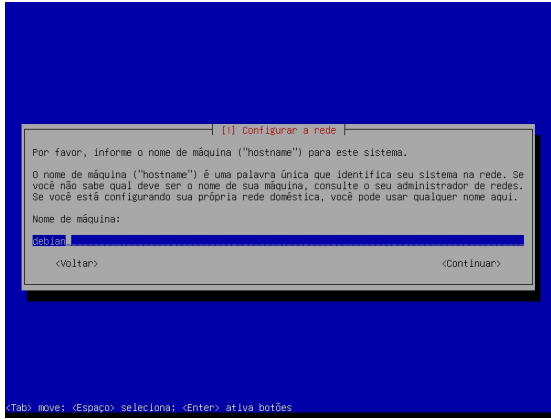 [!] Configurar a rede
Por favor, informe o nome de máquina ("hostname") para este sistema.
O nome de máquina ("hostname") é uma palavra única que identifica seu sistema na rede. Se
você não sabe qual deve ser o nome de sua máquina, consulte o seu administrador de redes.
Se você está configurando sua própria rede doméstica, você pode usar qualquer nome aqui.
Nome de máquina:
debian
<Voltar> <Continuar>
<Tab> move; <Espaço> seleciona; <Enter> ativa botões